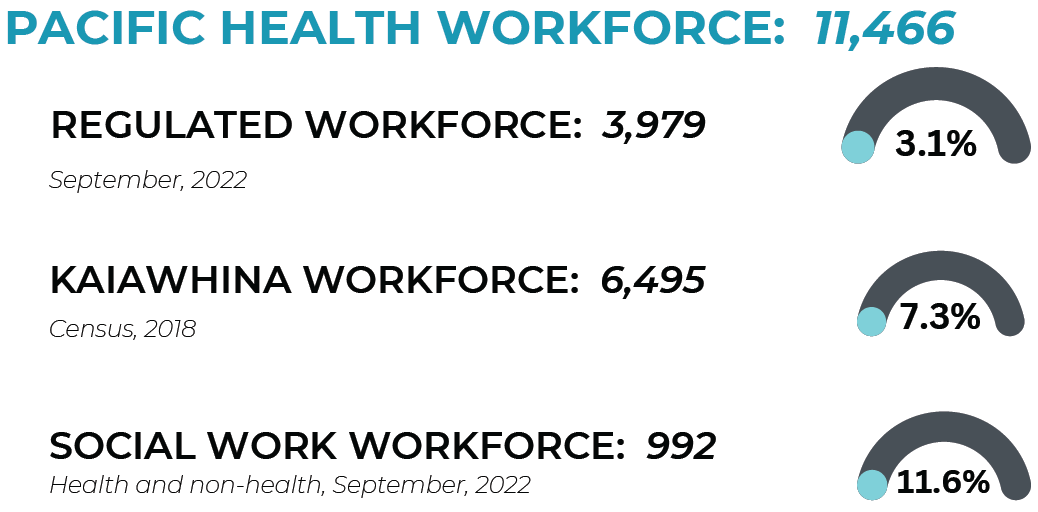 PACIFIC HEALTH WORKFORCE: 11,466
REGULATED WORKFORCE: 3,979
3.1%
September, 2022
KAIAWHINA WORKFORCE: 6,495
7.3%
Census, 2018
SOCIAL WORK WORKFORCE: 992
11.6%
Health and non-health, September, 2022